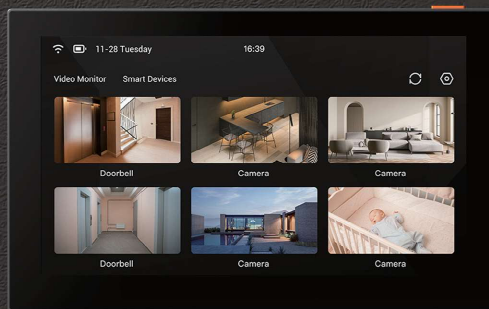 11-28 Tuesday
16:39
Video Monitor Smart Devices
Doorbell Camera Camera
Doorbell Camera Camera